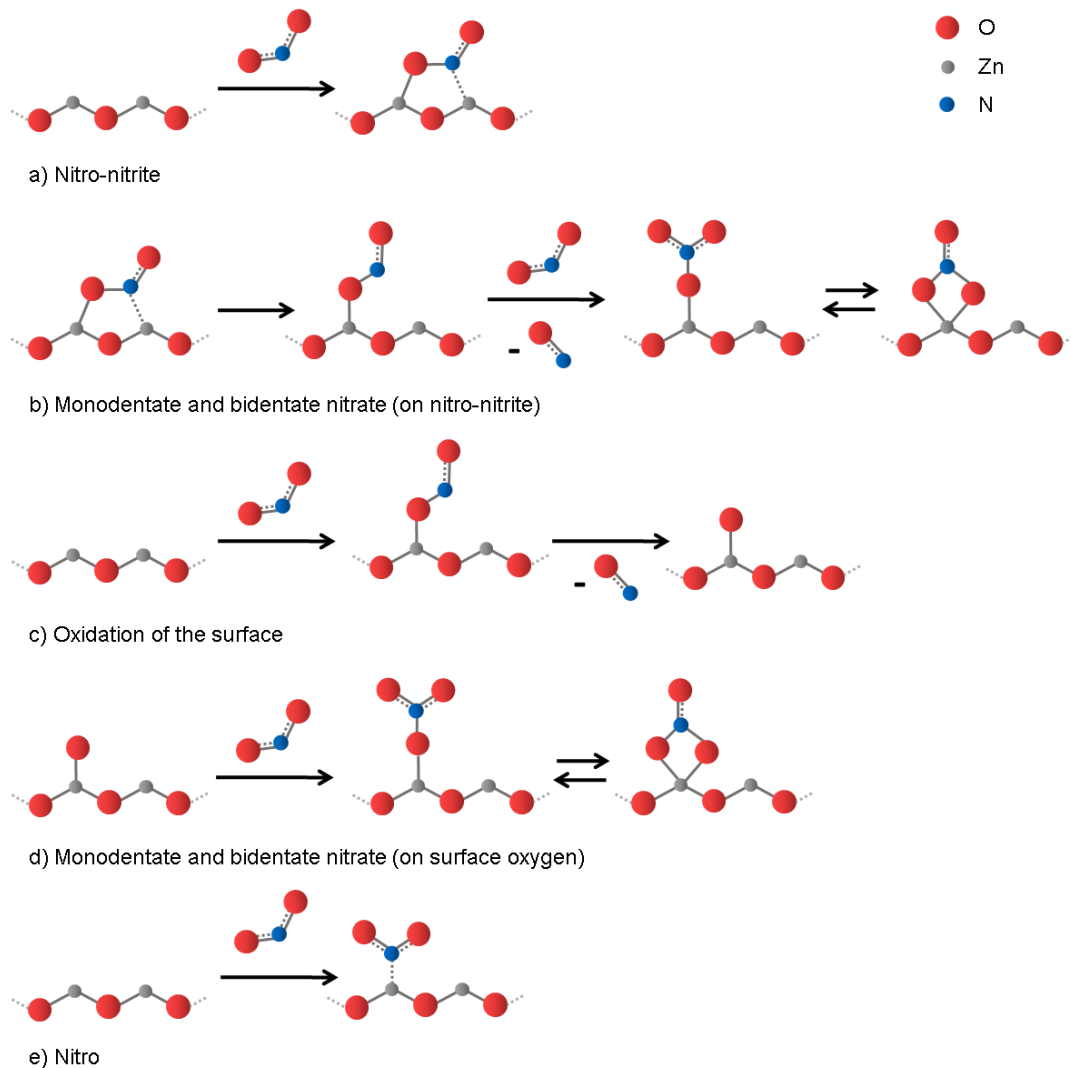 O
Zn
N
a) Nitro-nitrite
-
b) Monodentate and bidentate nitrate (on nitro-nitrite)
-
c) Oxidation of the surface
d) Monodentate and bidentate nitrate (on surface oxygen)
e) Nitro